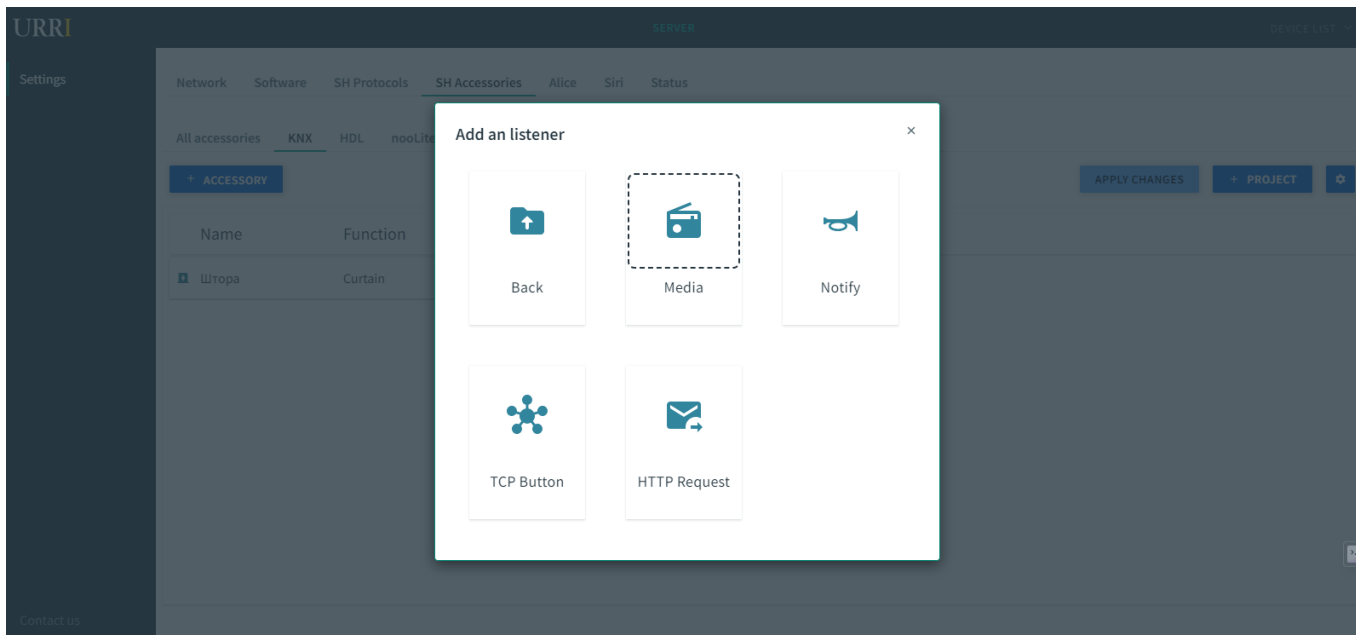 URRI
SERVER
DEVICE LIST
Settings
Network Software SH Protocols SH Accessories Alice Siri Status
Add an listener ×
All accessories KNX HDL nooLite
+ ACCESSORY
APPLY CHANGES + PROJECT
Name Function
Штора Curtain
Back Media Notify
TCP Button HTTP Request
Contact us